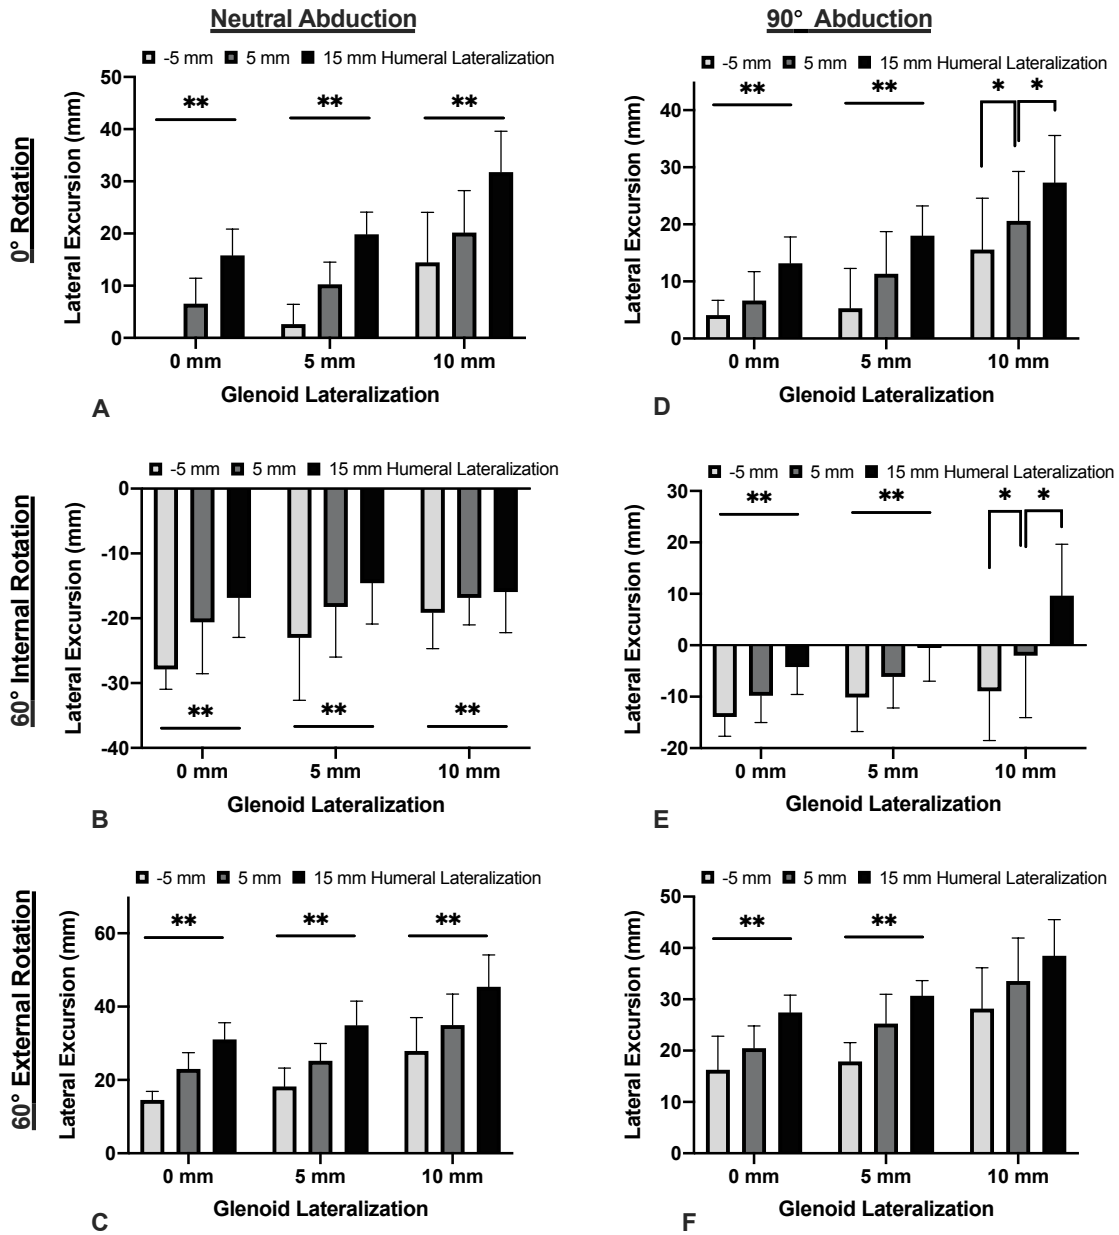 Neutral Abduction
90° Abduction
0° Rotation
-5 mm 5 mm 15 mm Humeral Lateralization
**
**
**
Lateral Excursion (mm)
50
40
30
20
10
0
0 mm 5 mm 10 mm
Glenoid Lateralization
A
-5 mm 5 mm 15 mm Humeral Lateralization
**
**
*
*
Lateral Excursion (mm)
40
30
20
10
0
0 mm 5 mm 10 mm
Glenoid Lateralization
D
60° Internal Rotation
-5 mm 5 mm 15 mm Humeral Lateralization
Lateral Excursion (mm)
0
-10
-20
-30
-40
**
**
**
0 mm 5 mm 10 mm
Glenoid Lateralization
B
-5 mm 5 mm 15 mm Humeral Lateralization
**
**
*
*
Lateral Excursion (mm)
30
20
10
0
-10
-20
0 mm 5 mm 10 mm
Glenoid Lateralization
E
60° External Rotation
-5 mm 5 mm 15 mm Humeral Lateralization
**
**
**
Lateral Excursion (mm)
60
40
20
0
0 mm 5 mm 10 mm
Glenoid Lateralization
C
-5 mm 5 mm 15 mm Humeral Lateralization
**
**
Lateral Excursion (mm)
50
40
30
20
10
0
0 mm 5 mm 10 mm
Glenoid Lateralization
F